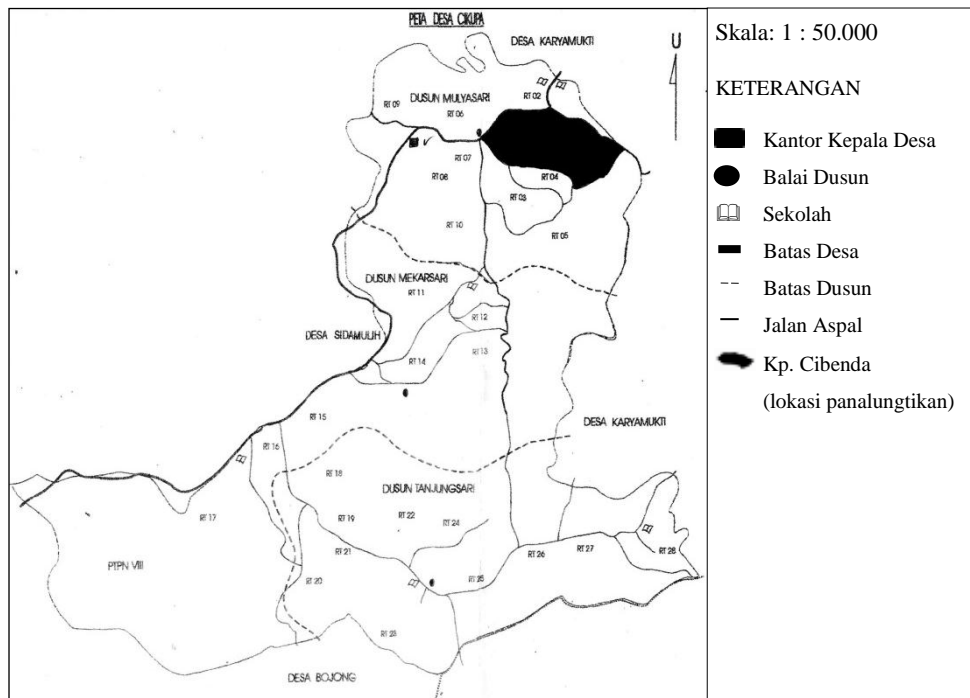 PETA DESA CIKUPA
DESA KARYAMUKTI
U
DUSUN MULYASARI
RT 09
RT 06
RT 02
RT 07
RT 08
RT 04
RT 03
RT 10
RT 05
DUSUN MEKARSARI
RT 11
RT 12
DESA SIDAMULIH
RT 13
RT 14
RT 15
DESA KARYAMUKTI
RT 16
RT 18
DUSUN TANJUNGSARI
RT 17
RT 19
RT 22
RT 24
RT 21
RT 26
RT 27
RT 28
PTPN VIII
RT 20
RT 25
RT 23
DESA BOJONG
Skala: 1 : 50.000
KETERANGAN
Kantor Kepala Desa
Balai Dusun
Sekolah
Batas Desa
Batas Dusun
Jalan Aspal
Kp. Cibenda
(lokasi panalungtikan)